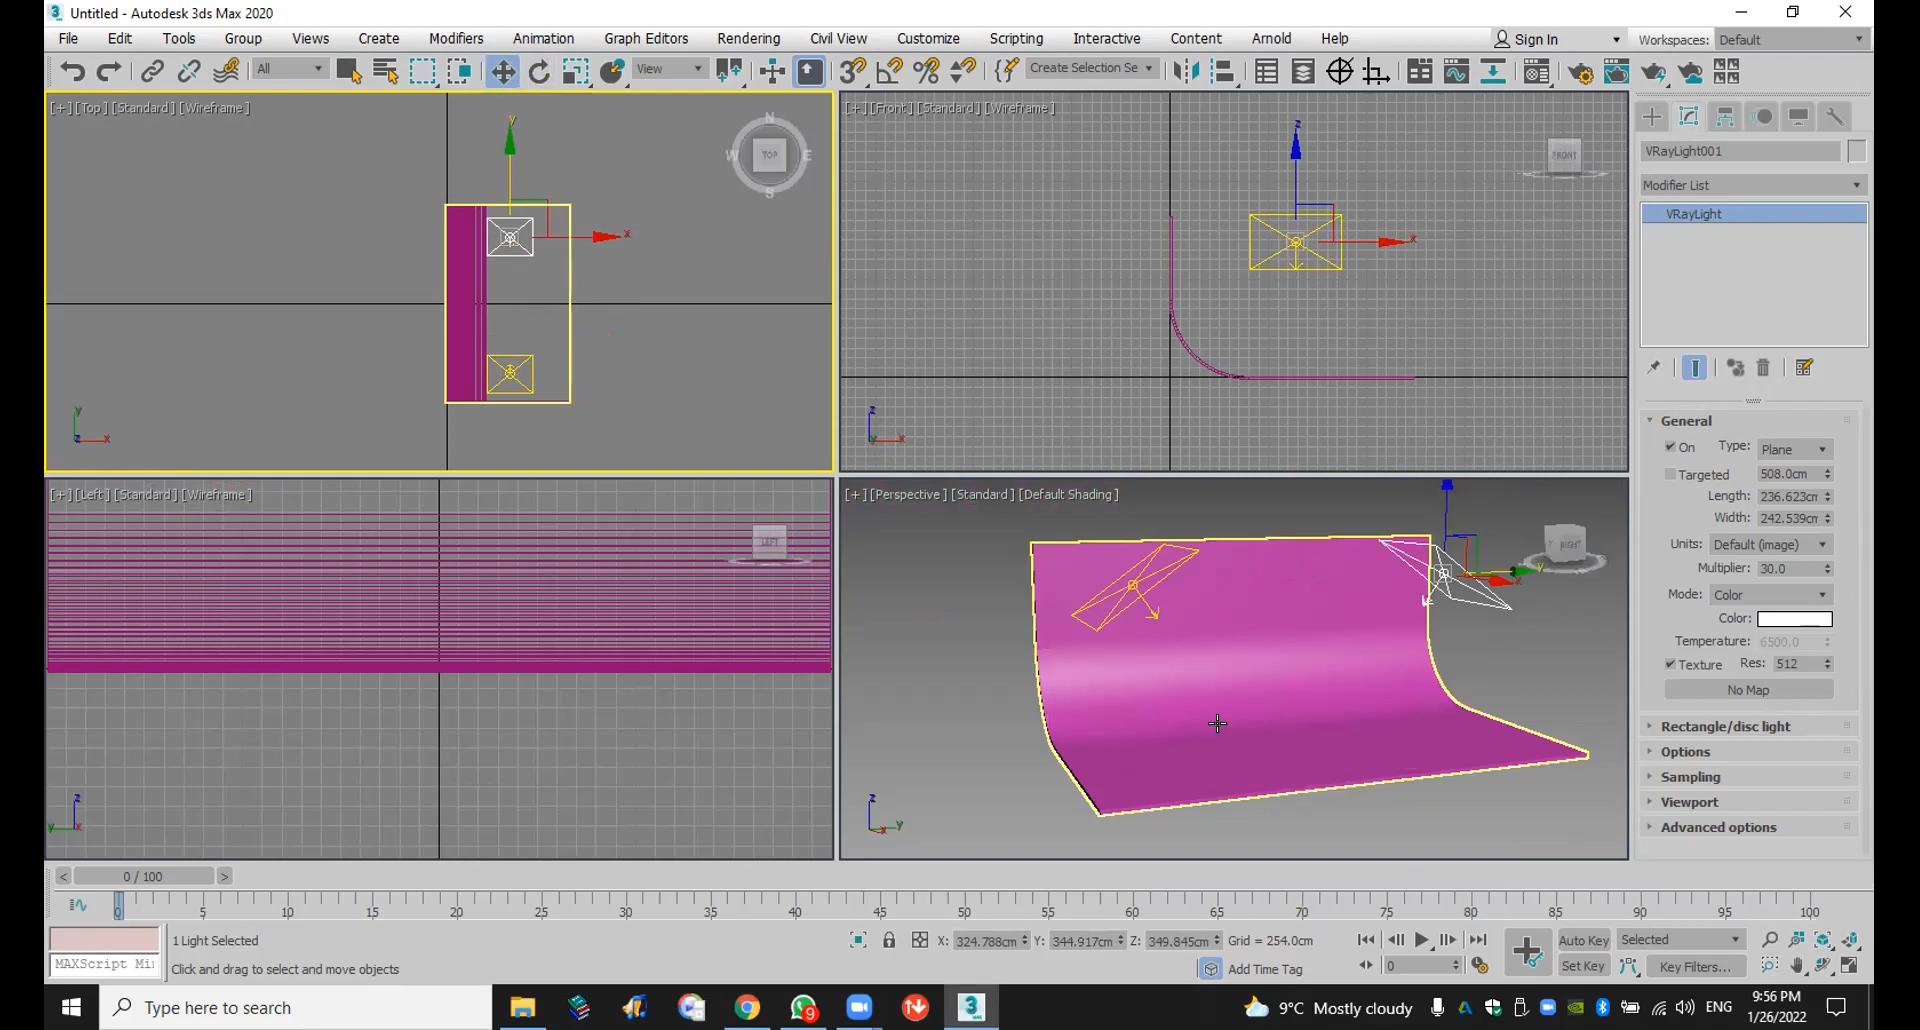 Untitled - Autodesk 3ds Max 2020
File Edit Tools Group Views Create Modifiers Animation Graph Editors Rendering Civil View Customize Scripting Interactive Content Arnold Help Sign In Workspaces: Default
All View Create Selection Se
[+] [Top] [Standard] [Wireframe]
N
W TOP E
S
y
x
y
z x
[+] [Front] [Standard] [Wireframe]
FRONT
z
x
z
y x
[+] [Left] [Standard] [Wireframe]
LEFT
z
y x
[+] [Perspective] [Standard] [Default Shading]
RIGHT
y
x
z
x y
VRayLight001
Modifier List
VRayLight
General
On Type: Plane
Targeted 508.0cm
Length: 236.623cm
Width: 242.539cm
Units: Default (image)
Multiplier: 30.0
Mode: Color
Color:
Temperature: 6500.0
Texture Res: 512
No Map
Rectangle/disc light
Options
Sampling
Viewport
Advanced options
< 0 / 100 >
0 5 10 15 20 25 30 35 40 45 50 55 60 65 70 75 80 85 90 95 100
1 Light Selected X: 324.788cm Y: 344.917cm Z: 349.845cm Grid = 254.0cm Auto Key Selected
MAXScript Mi Click and drag to select and move objects Add Time Tag 0 Set Key Key Filters...
Type here to search 9 3 9°C Mostly cloudy ENG 9:56 PM
1/26/2022